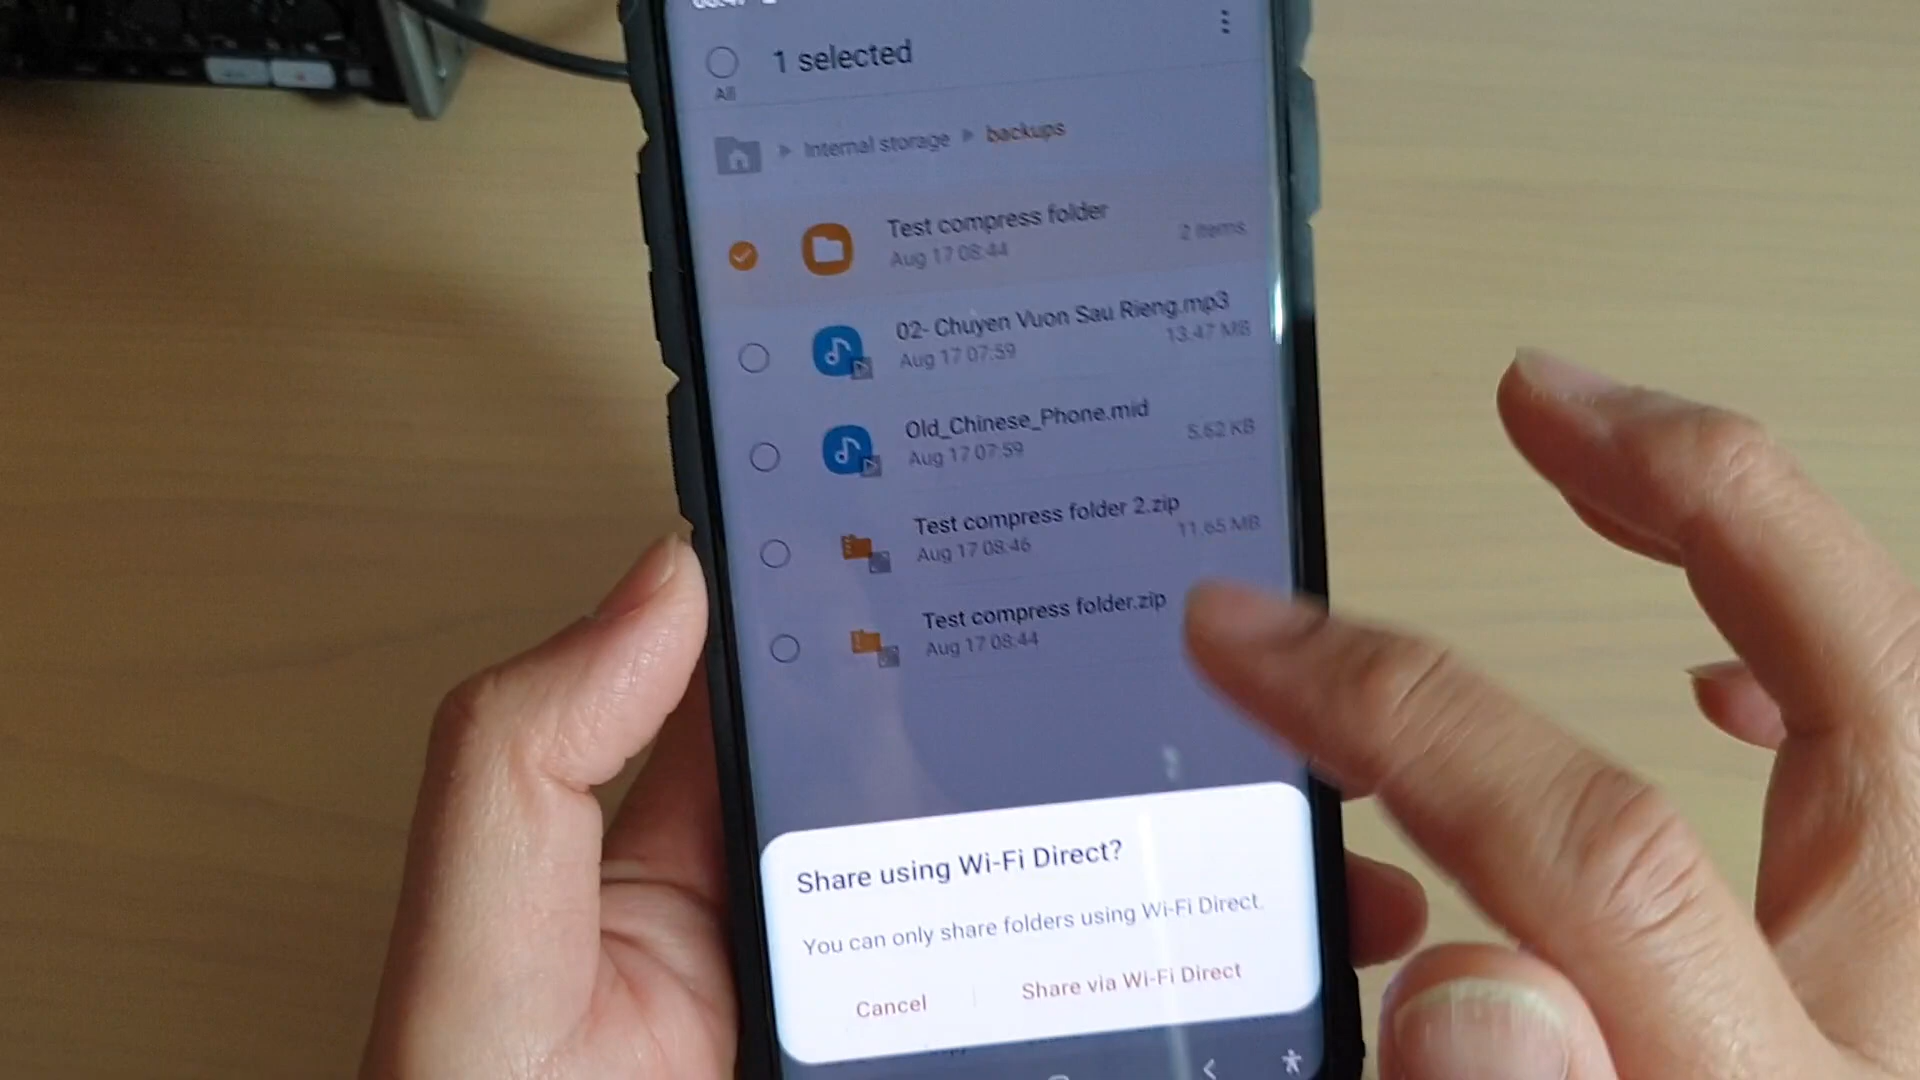 1 selected
All
Internal storage
backups
Test compress folder
Aug 17 08:44
2 items
02- Chuyen Vuon Sau Rieng.mp3
Aug 17 07:59
13.47 MB
Old_Chinese_Phone.mid
Aug 17 07:59
5.62 KB
Test compress folder 2.zip
Aug 17 08:46
11.65 MB
Test compress folder.zip
Aug 17 08:44
Share using Wi-Fi Direct?
You can only share folders using Wi-Fi Direct.
Cancel
Share via Wi-Fi Direct